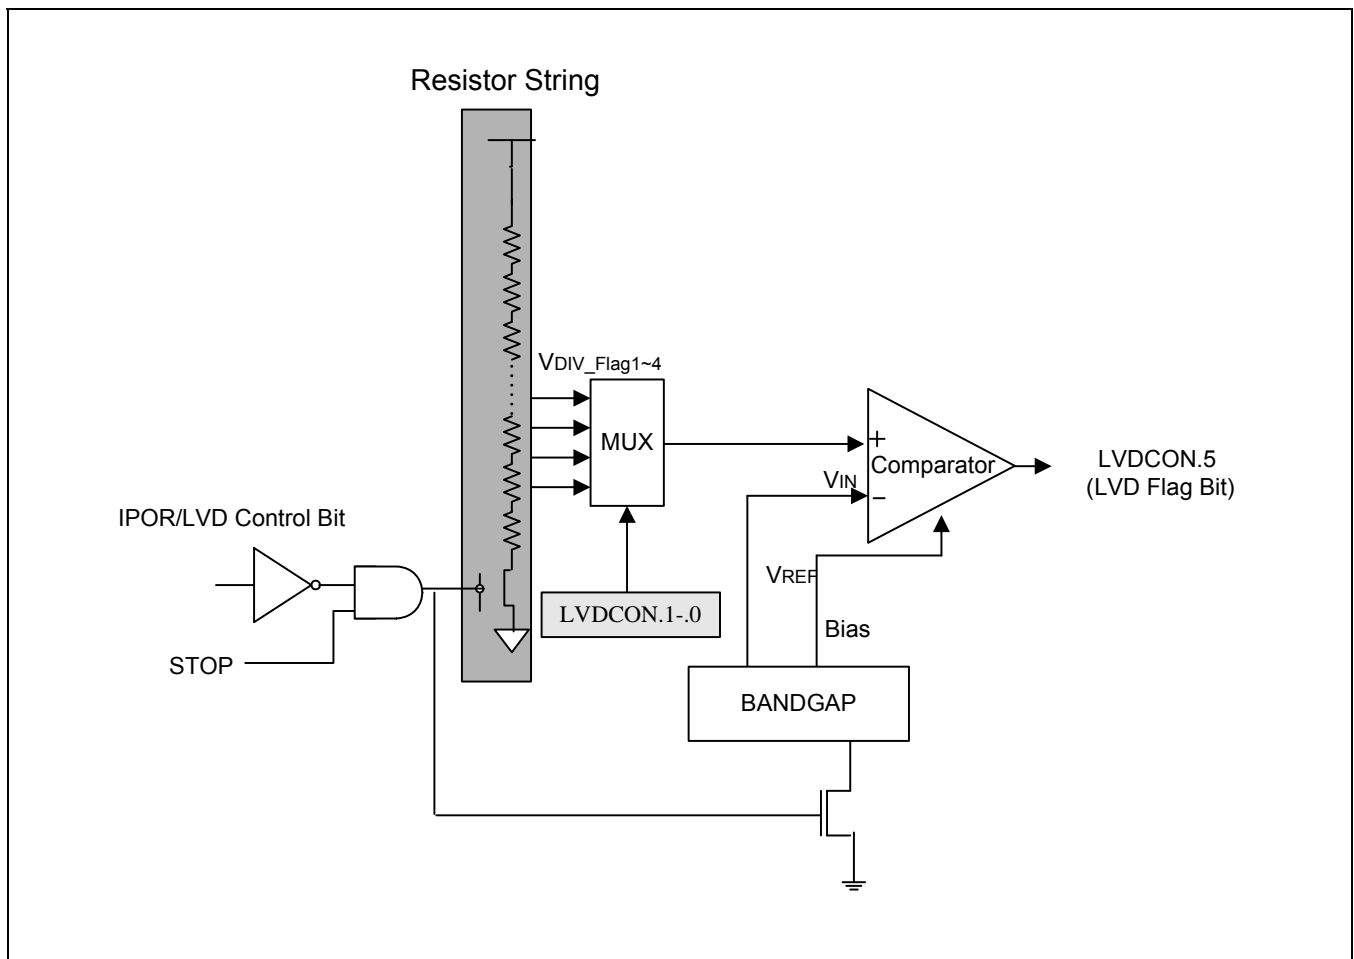 Resistor String
VDIV_Flag1~4
MUX
+
Comparator
VIN
−
LVDCON.5
(LVD Flag Bit)
IPOR/LVD Control Bit
VREF
LVDCON.1-.0
Bias
STOP
BANDGAP